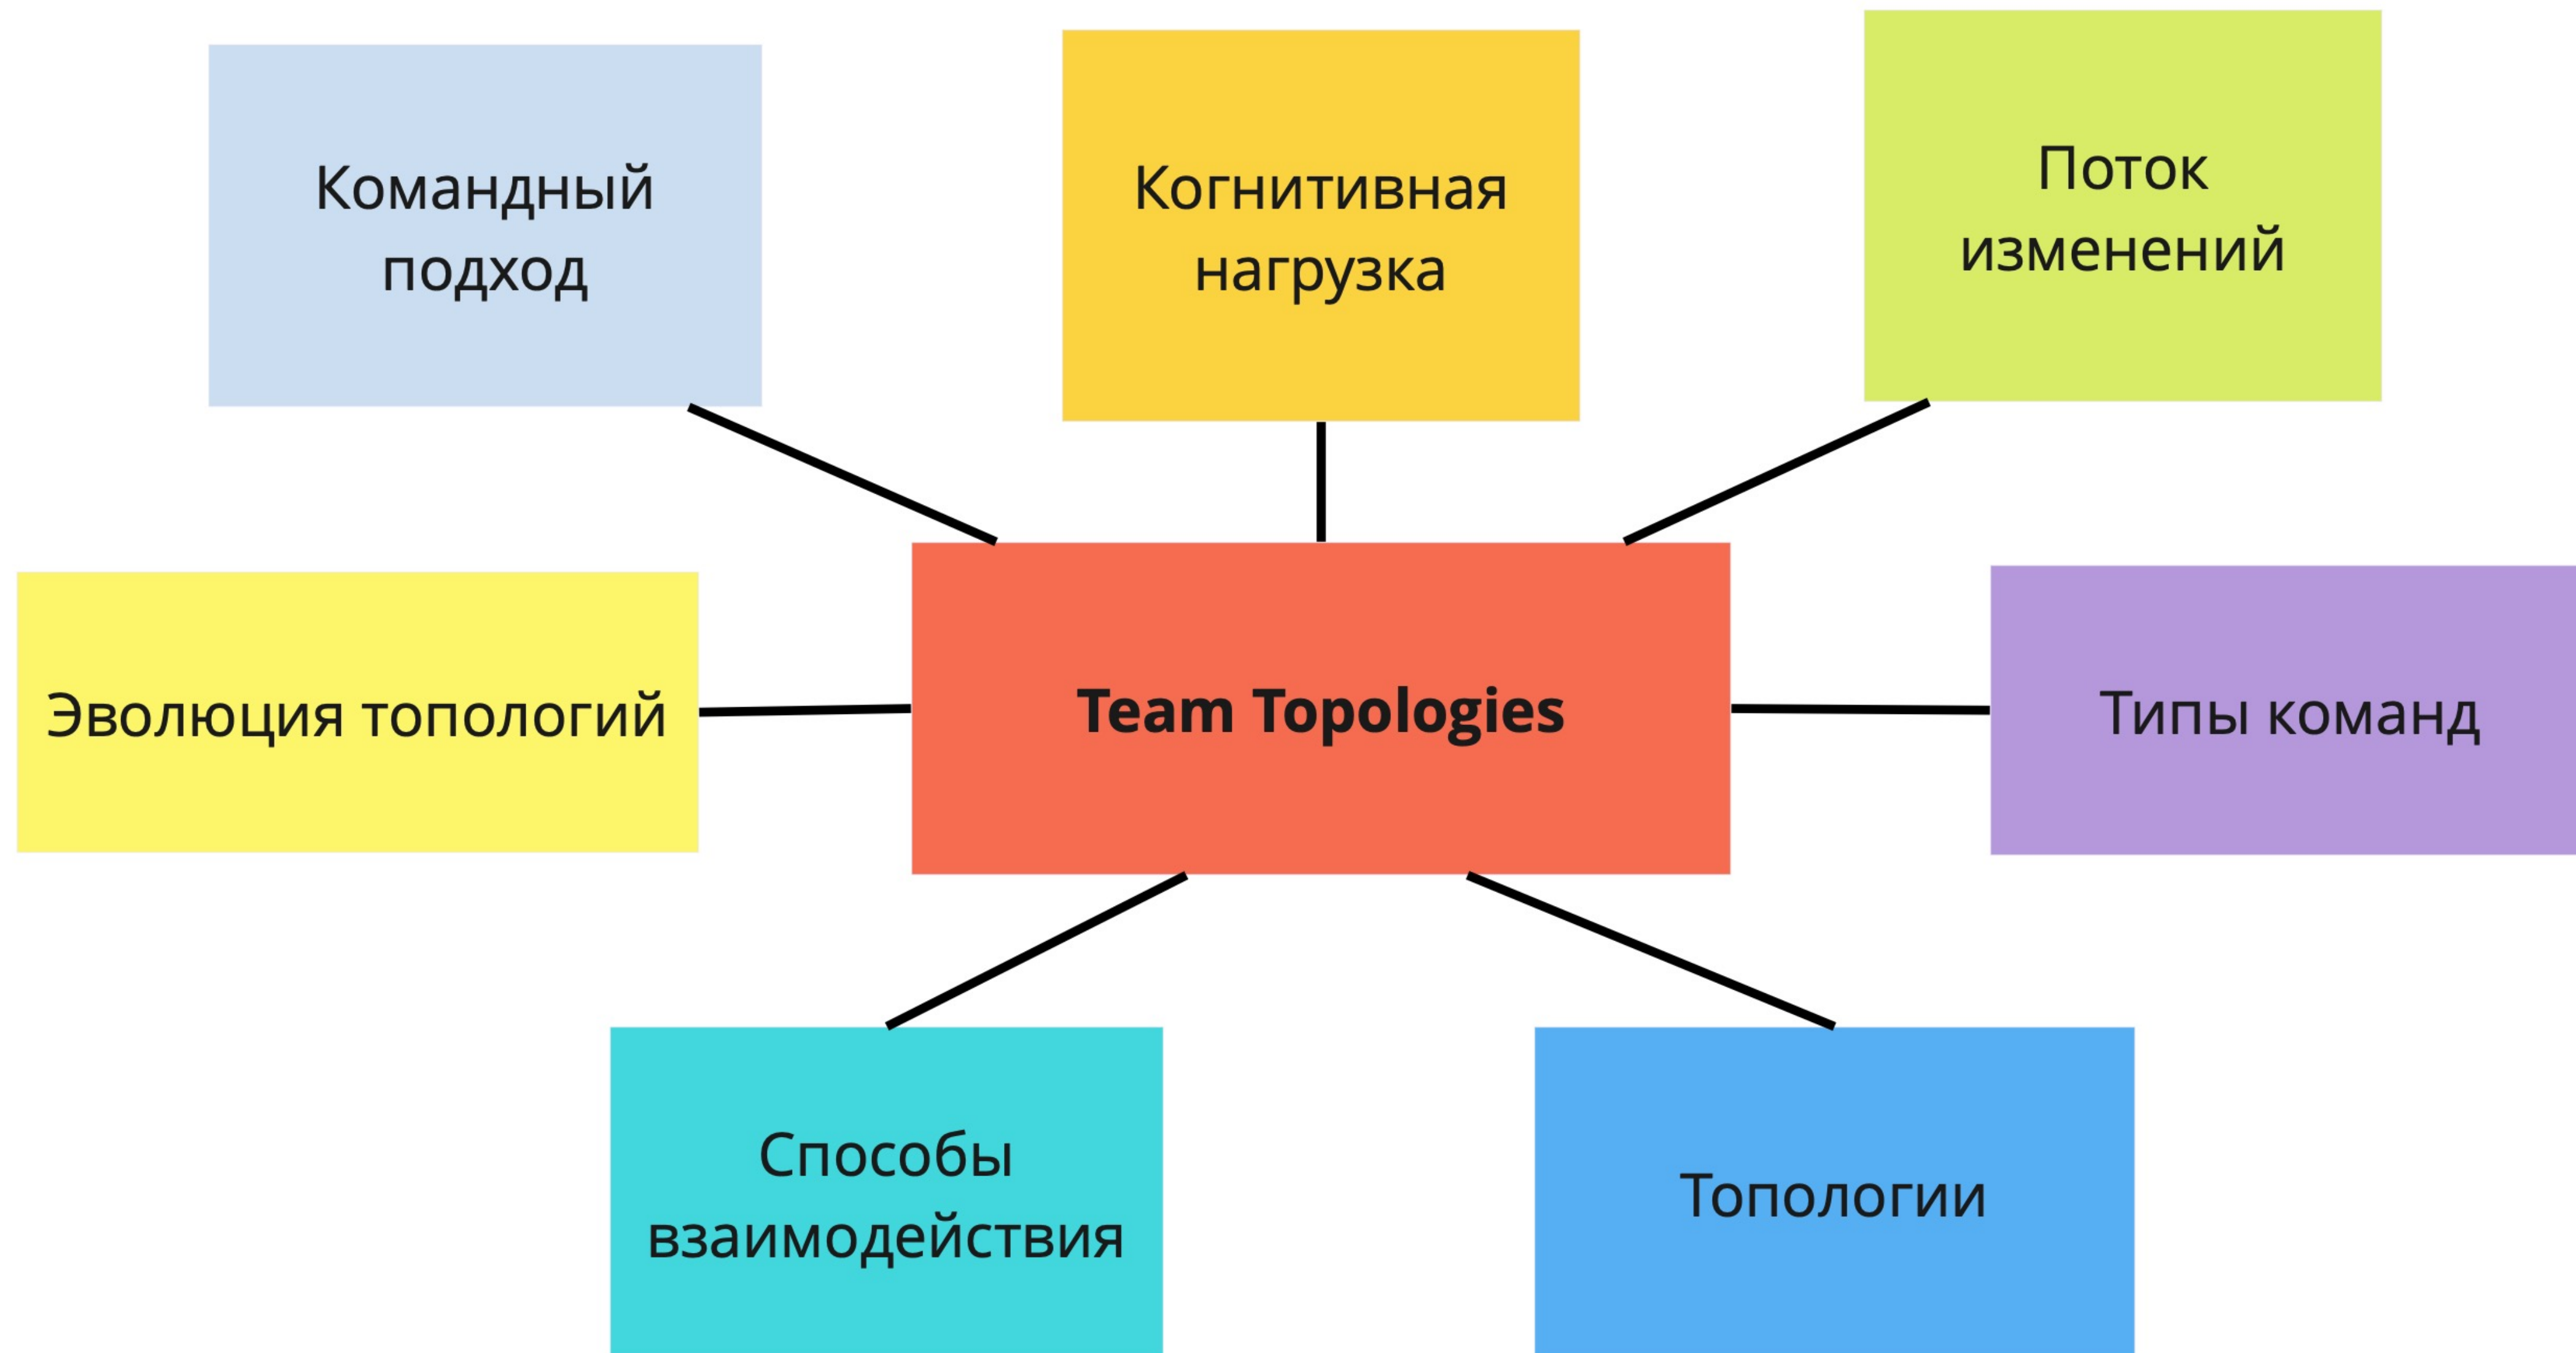 Командный
подход
Когнитивная
нагрузка
Поток
изменений
Эволюция топологий
Team Topologies
Типы команд
Способы
взаимодействия
Топологии